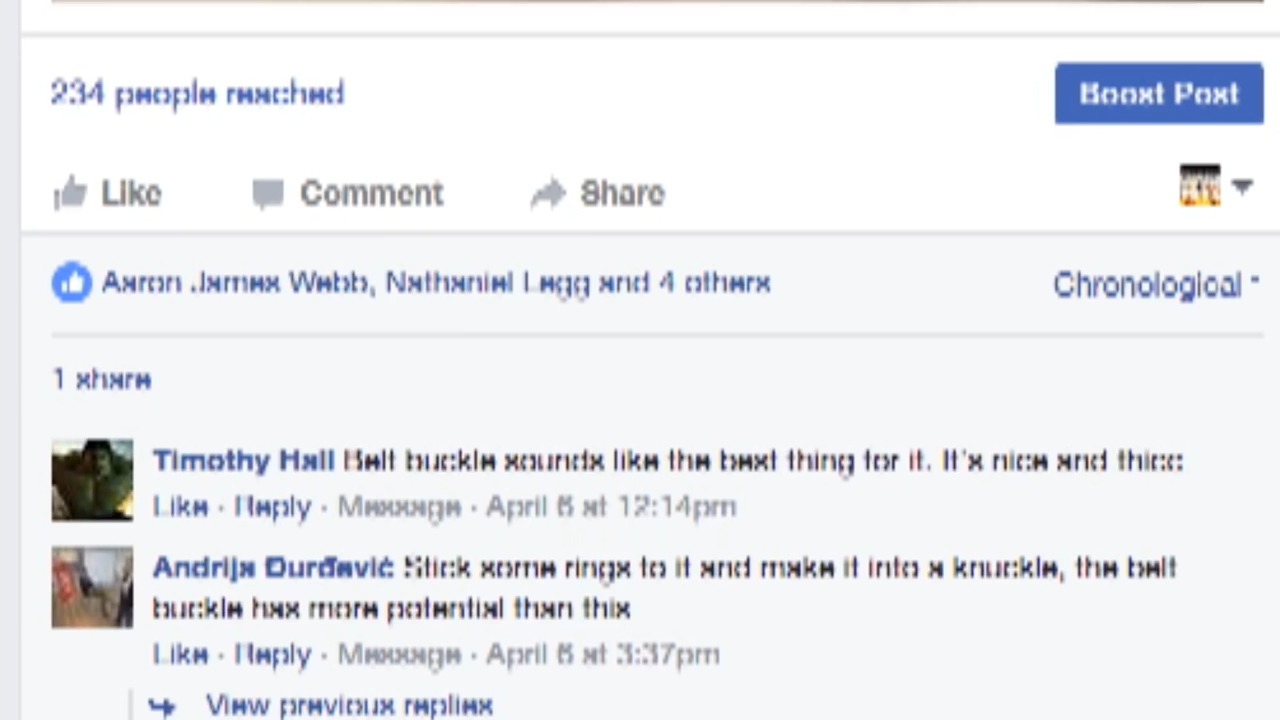 234 people reached
Boost Post
Like Comment Share
Aaron James Webb, Nathaniel Legg and 4 others
Chronological
1 share
Timothy Hall Belt buckle sounds like the best thing for it. It's nice and thicc
Like · Reply · Message · April 6 at 12:14pm
Andrija Đurđević Stick some rings to it and make it into a knuckle, the belt
buckle has more potential than this
Like · Reply · Message · April 6 at 3:37pm
View previous replies